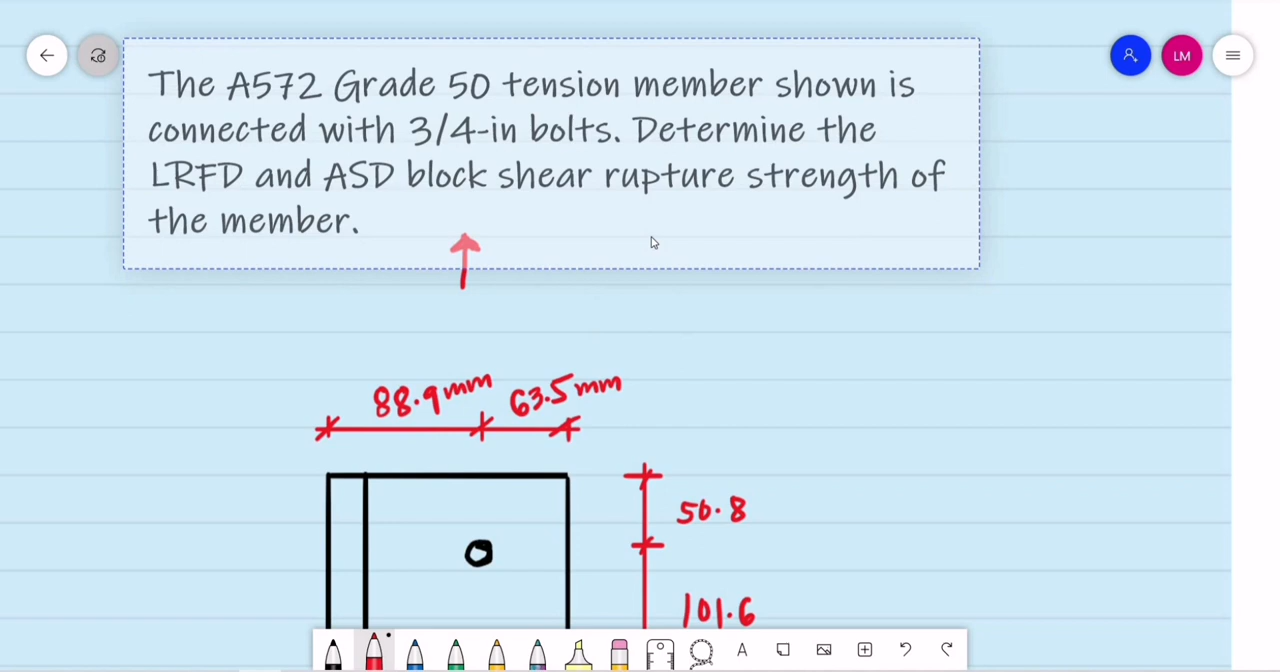 The A572 Grade 50 tension member shown is
connected with 3/4-in bolts. Determine the
LRFD and ASD block shear rupture strength of
the member.
LM
88.9mm 63.5mm
50.8
101.6
A